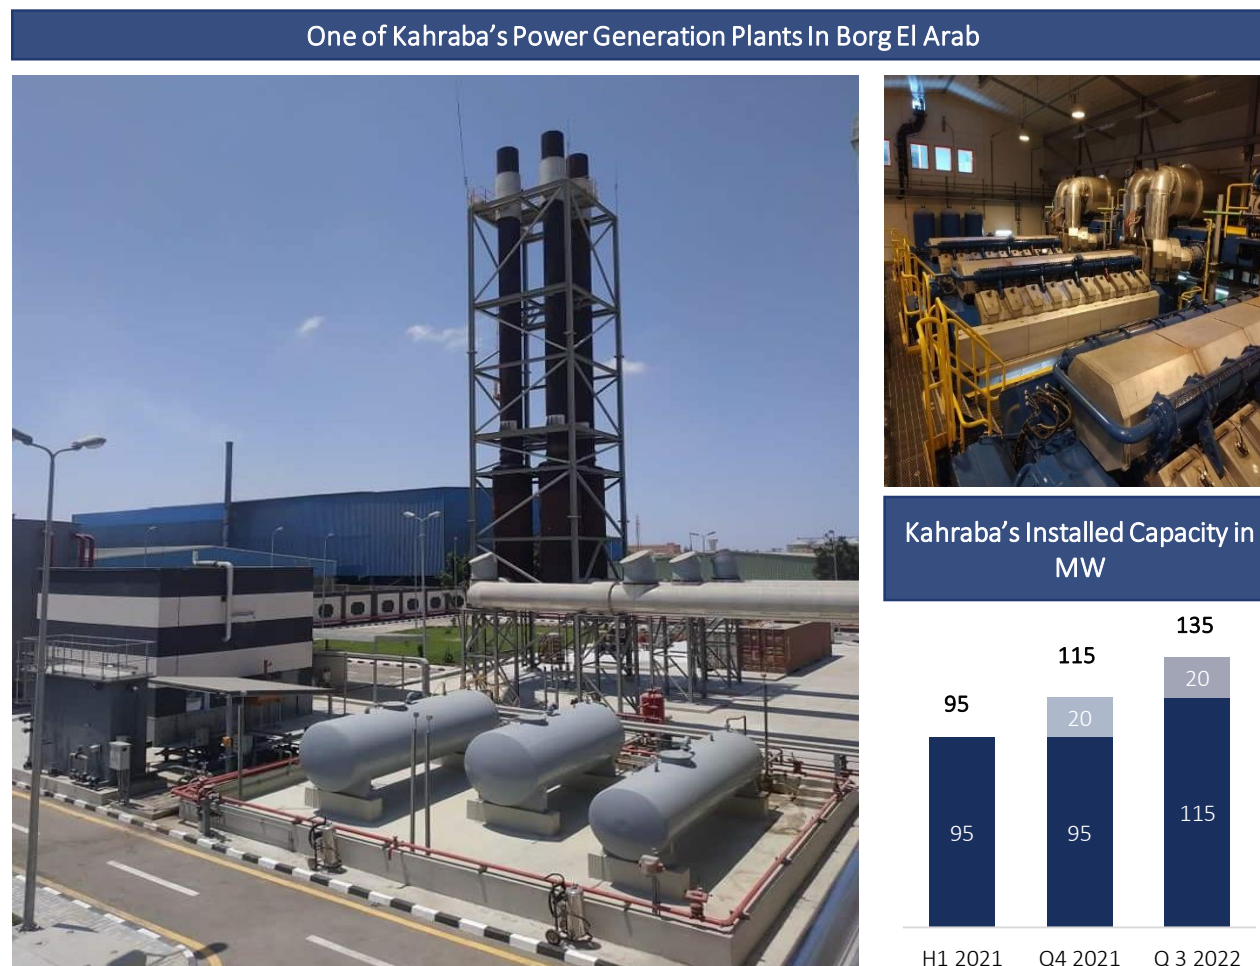 One of Kahraba's Power Generation Plants In Borg El Arab
Kahraba's Installed Capacity in
MW
135
115
95
20
20
95
95
115
H1 2021
Q4 2021
Q 3 2022